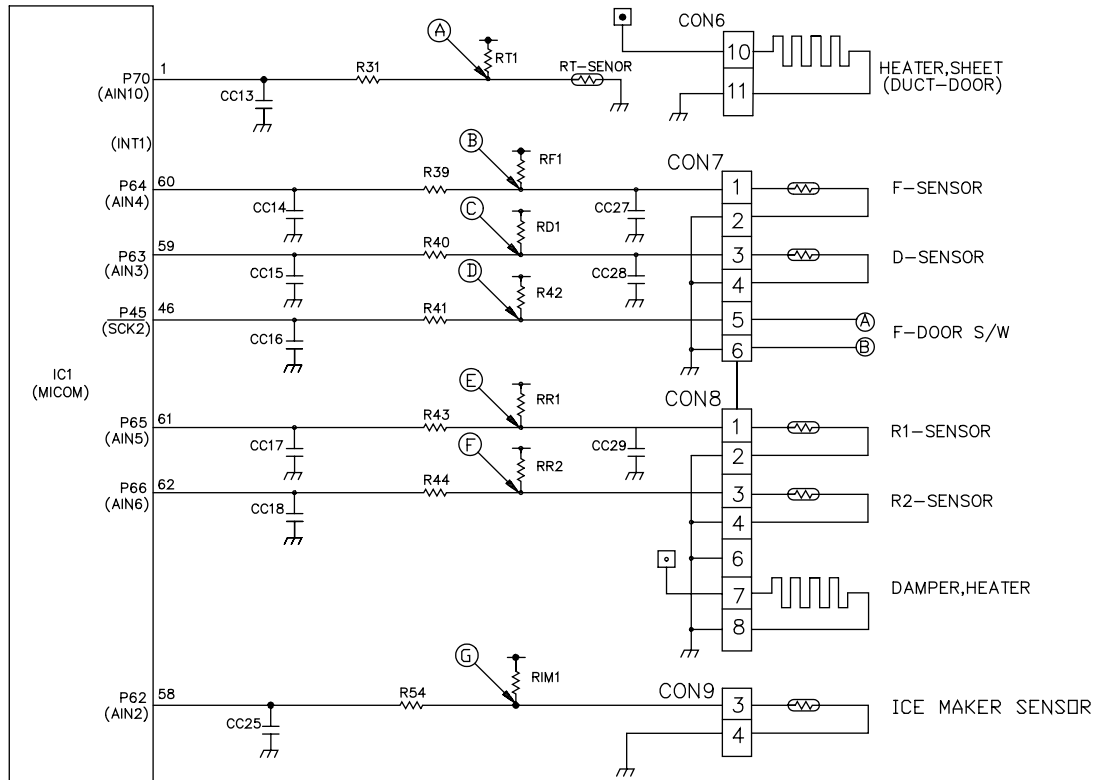 CON6
A
RT1
10
1
R31
RT-SENOR
P70
(AIN10)
CC13
11
HEATER,SHEET
(DUCT-DOOR)
(INT1)
B
RF1
CON7
P64
(AIN4)
60
R39
1
F-SENSOR
CC14
CC27
2
C
RD1
P63
(AIN3)
59
R40
3
D-SENSOR
CC15
CC28
4
D
R42
P45
(SCK2)
46
R41
5
A
F-DOOR S/W
CC16
6
B
IC1
(MICOM)
E
RR1
CON8
P65
(AIN5)
61
R43
1
R1-SENSOR
CC17
CC29
2
F
RR2
P66
(AIN6)
62
R44
3
R2-SENSOR
CC18
4
6
7
DAMPER,HEATER
8
G
RIM1
CON9
P62
(AIN2)
58
R54
3
ICE MAKER SENSOR
CC25
4